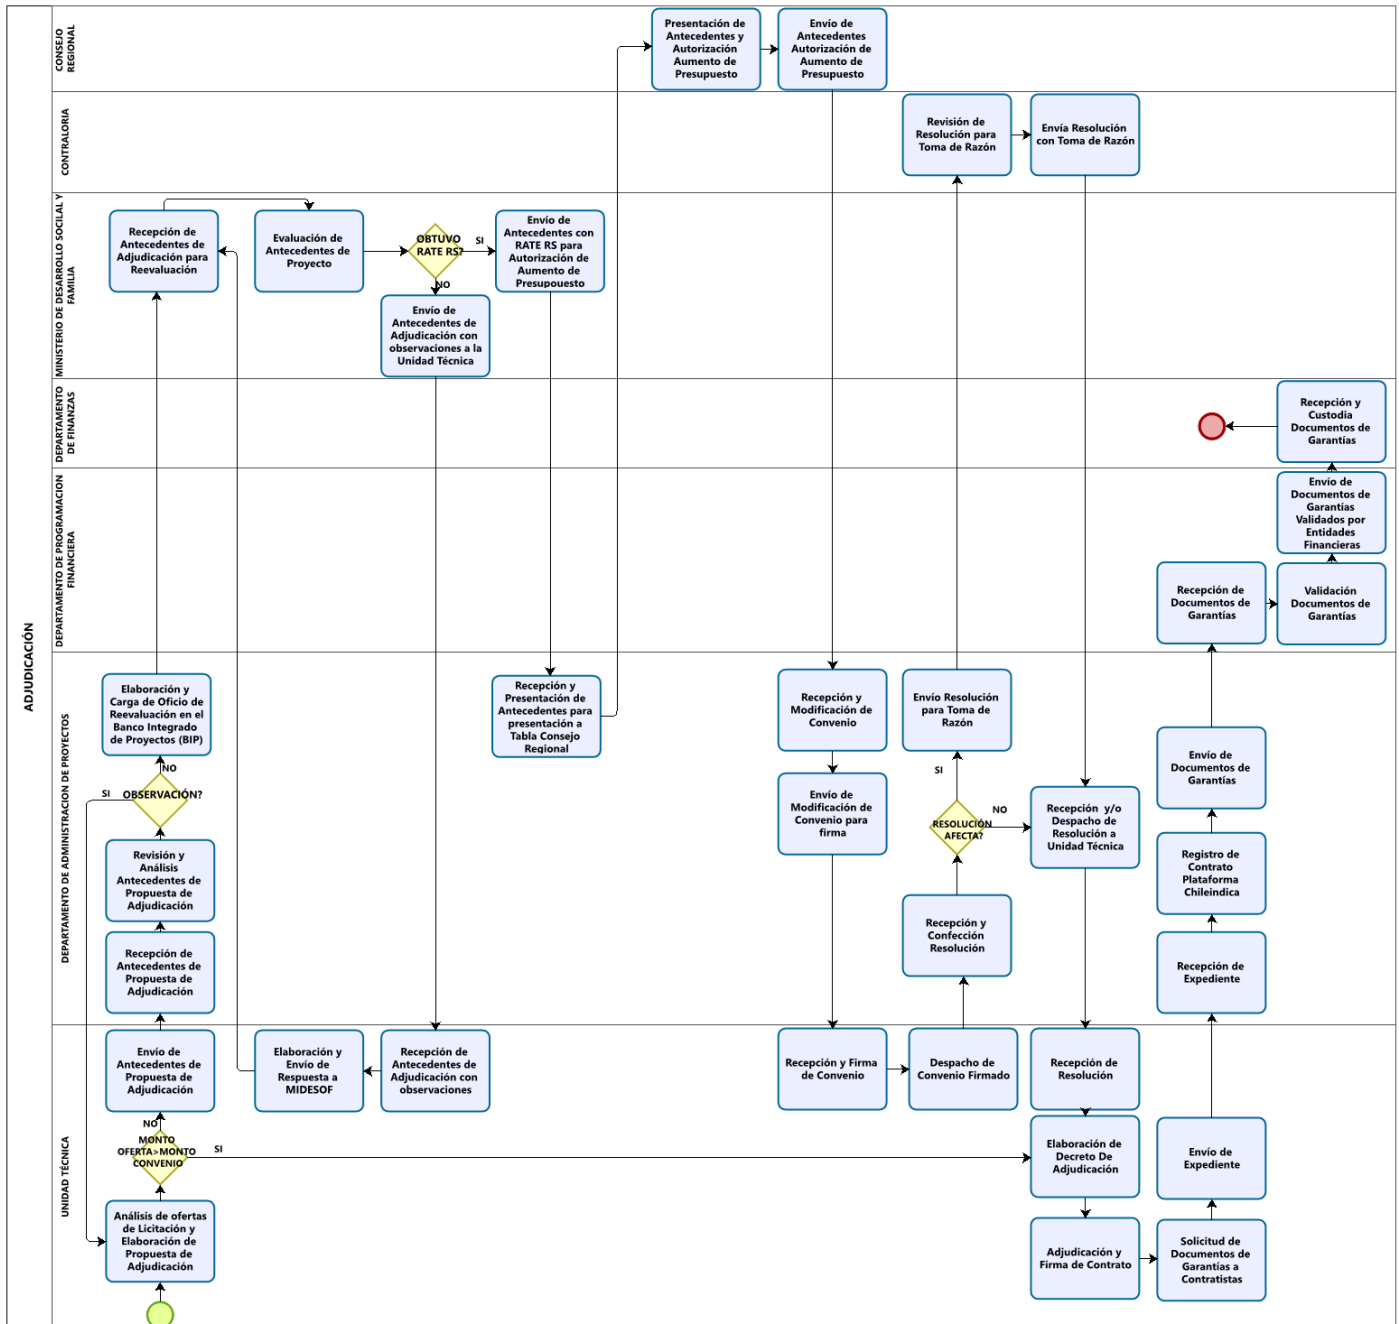 ADJUDICACIÓN
CONSEJO
REGIONAL
Presentación de
Antecedentes y
Autorización
Aumento de
Presupuesto
Envío de
Antecedentes
Autorización de
Aumento de
Presupuesto
CONTRALORIA
Revisión de
Resolución para
Toma de Razón
Envía Resolución
con Toma de Razón
MINISTERIO DE DESARROLLO SOCILAL Y
FAMILIA
Recepción de
Antecedentes de
Adjudicación para
Reevaluación
Evaluación de
Antecedentes de
Proyecto
OBTUVO
RATE RS?
SI
NO
Envío de
Antecedentes con
RATE RS para
Autorización de
Aumento de
Presupouesto
Envío de
Antecedentes de
Adjudicación con
observaciones a la
Unidad Técnica
DEPARTAMENTO
DE FINANZAS
Recepción y
Custodia
Documentos de
Garantías
DEPARTAMENTO DE PROGRAMACION
FINANCIERA
Envío de
Documentos de
Garantías
Validados por
Entidades
Financieras
Recepción de
Documentos de
Garantías
Validación
Documentos de
Garantías
DEPARTAMENTO DE ADMINISTRACION DE PROYECTOS
Elaboración y
Carga de Oficio de
Reevaluación en el
Banco Integrado
de Proyectos (BIP)
NO
SI
OBSERVACIÓN?
Revisión y
Análisis
Antecedentes de
Propuesta de
Adjudicación
Recepción de
Antecedentes de
Propuesta de
Adjudicación
Recepción y
Presentación de
Antecedentes para
presentación a
Tabla Consejo
Regional
Recepción y
Modificación de
Convenio
Envío de
Modificación de
Convenio para
firma
Envío Resolución
para Toma de
Razón
SI
NO
RESOLUCIÓN
AFECTA?
Recepción y
Confección
Resolución
Recepción y/o
Despacho de
Resolución a
Unidad Técnica
Envío de
Documentos de
Garantías
Registro de
Contrato
Plataforma
Chileindica
Recepción de
Expediente
UNIDAD TÉCNICA
Envío de
Antecedentes de
Propuesta de
Adjudicación
NO
MONTO
OFERTA>MONTO
CONVENIO
SI
Análisis de ofertas
de Licitación y
Elaboración de
Propuesta de
Adjudicación
Elaboración y
Envío de
Respuesta a
MIDESOF
Recepción de
Antecedentes de
Adjudicación con
observaciones
Recepción y Firma
de Convenio
Despacho de
Convenio Firmado
Recepción de
Resolución
Elaboración de
Decreto De
Adjudicación
Adjudicación y
Firma de Contrato
Envío de
Expediente
Solicitud de
Documentos de
Garantías a
Contratistas